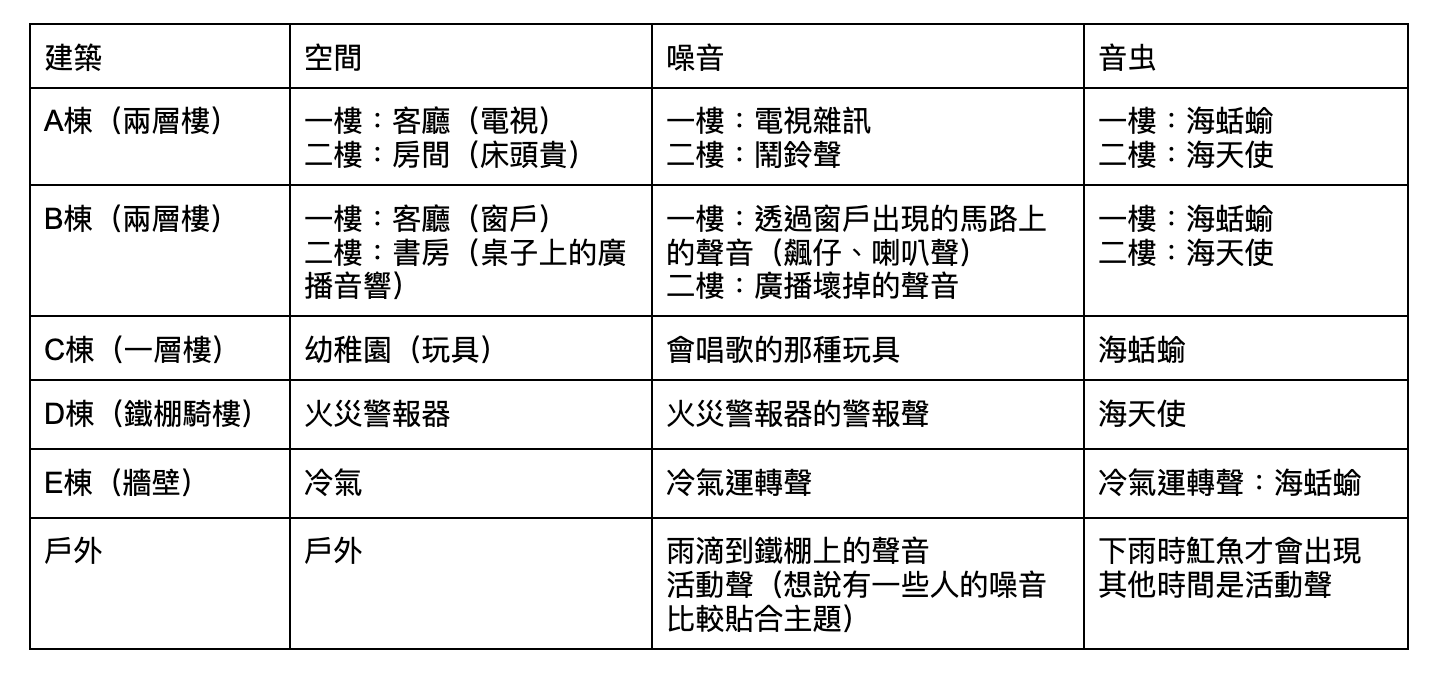 建築 空間 噪音 音虫
A棟（兩層樓） 一樓：客廳（電視） 一樓：電視雜訊 一樓：海蛞蝓
二樓：房間（床頭貴） 二樓：鬧鈴聲 二樓：海天使
B棟（兩層樓） 一樓：客廳（窗戶） 一樓：透過窗戶出現的馬路上 一樓：海蛞蝓
二樓：書房（桌子上的廣 的聲音（飆仔、喇叭聲） 二樓：海天使
播音響） 二樓：廣播壞掉的聲音
C棟（一層樓） 幼稚園（玩具） 會唱歌的那種玩具 海蛞蝓
D棟（鐵棚騎樓） 火災警報器 火災警報器的警報聲 海天使
E棟（牆壁） 冷氣 冷氣運轉聲 冷氣運轉聲：海蛞蝓
戶外 戶外 雨滴到鐵棚上的聲音 下雨時魟魚才會出現
活動聲（想說有一些人的噪音 其他時間是活動聲
比較貼合主題）